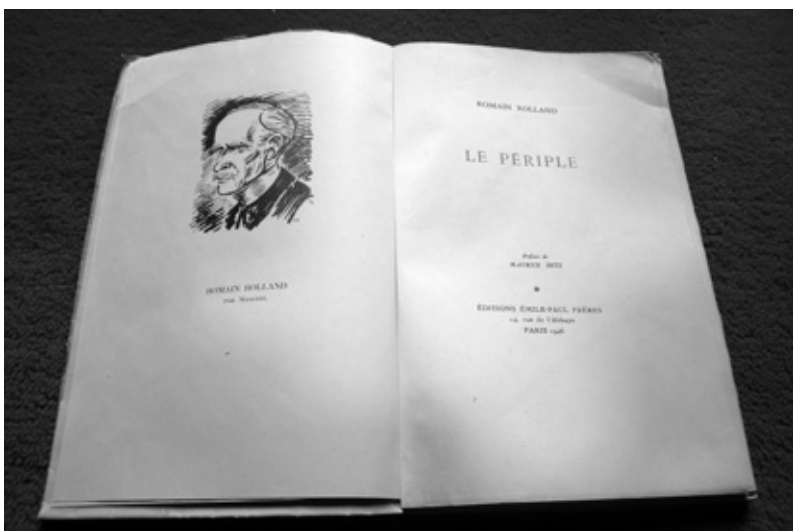 ROMAIN ROLLAND
PAR MASEREEL
ROMAIN ROLLAND
LE PÉRIPLE
Préface de
MAURICE BETZ
ÉDITIONS ÉMILE-PAUL FRÈRES
14, rue de l'Abbaye
PARIS 1946